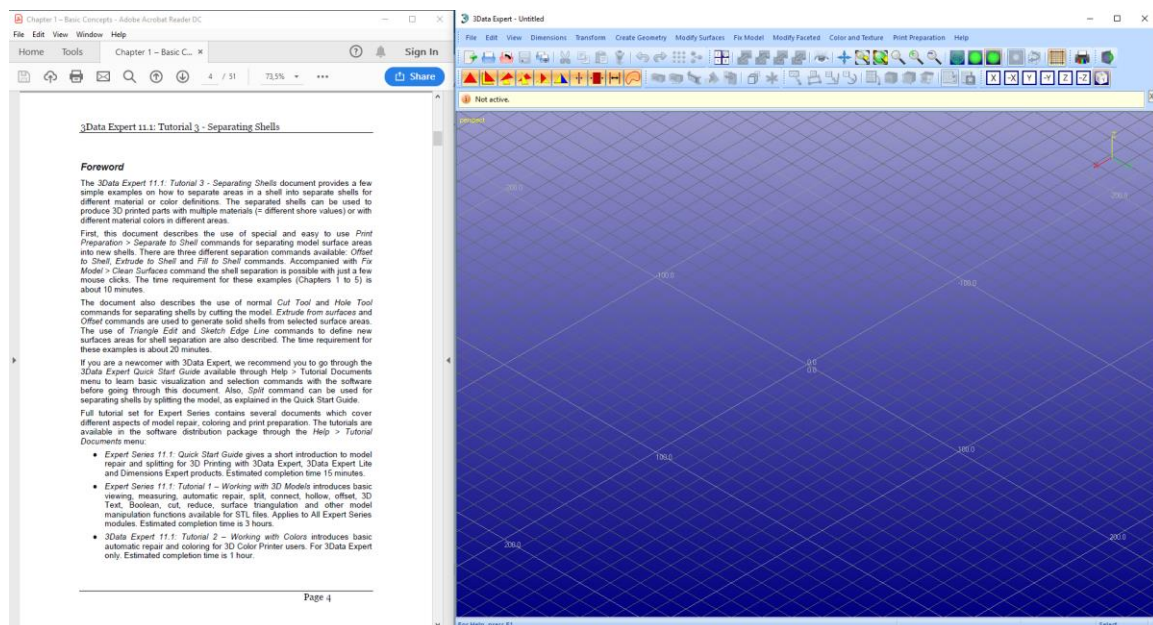 Chapter 1 – Basic Concepts - Adobe Acrobat Reader DC
File Edit View Window Help
Home Tools Chapter 1 – Basic C... × Sign In
4 / 51 73,5% Share
3Data Expert 11.1: Tutorial 3 - Separating Shells
Foreword
The 3Data Expert 11.1: Tutorial 3 - Separating Shells document provides a few
simple examples on how to separate areas in a shell into separate shells for
different material or color definitions. The separated shells can be used to
produce 3D printed parts with multiple materials (= different shore values) or with
different material colors in different areas.
First, this document describes the use of special and easy to use Print
Preparation > Separate to Shell commands for separating model surface areas
into new shells. There are three different separation commands available: Offset
to Shell, Extrude to Shell and Fill to Shell commands. Accompanied with Fix
Model > Clean Surfaces command the shell separation is possible with just a few
mouse clicks. The time requirement for these examples (Chapters 1 to 5) is
about 10 minutes.
The document also describes the use of normal Cut Tool and Hole Tool
commands for separating shells by cutting the model. Extrude from surfaces and
Offset commands are used to generate solid shells from selected surface areas.
The use of Triangle Edit and Sketch Edge Line commands to define new
surfaces areas for shell separation are also described. The time requirement for
these examples is about 20 minutes.
If you are a newcomer with 3Data Expert, we recommend you to go through the
3Data Expert Quick Start Guide available through Help > Tutorial Documents
menu to learn basic visualization and selection commands with the software
before going through this document. Also, Split command can be used for
separating shells by splitting the model, as explained in the Quick Start Guide.
Full tutorial set for Expert Series contains several documents which cover
different aspects of model repair, coloring and print preparation. The tutorials are
available in the software distribution package through the Help > Tutorial
Documents menu:
● Expert Series 11.1: Quick Start Guide gives a short introduction to model
repair and splitting for 3D Printing with 3Data Expert, 3Data Expert Lite
and Dimensions Expert products. Estimated completion time 15 minutes.
● Expert Series 11.1: Tutorial 1 – Working with 3D Models introduces basic
viewing, measuring, automatic repair, split, connect, hollow, offset, 3D
Text, Boolean, cut, reduce, surface triangulation and other model
manipulation functions available for STL files. Applies to All Expert Series
modules. Estimated completion time is 3 hours.
● 3Data Expert 11.1: Tutorial 2 – Working with Colors introduces basic
automatic repair and coloring for 3D Color Printer users. For 3Data Expert
only. Estimated completion time is 1 hour.
Page 4
3Data Expert - Untitled
File Edit View Dimensions Transform Create Geometry Modify Surfaces Fix Model Modify Faceted Color and Texture Print Preparation Help
X -X Y -Y Z -Z
Not active.
perspect
Z
-200.0 -200.0
-100.0 -100.0
0.0
0.0
100.0 100.0
200.0 200.0
For Help, press F1 Select